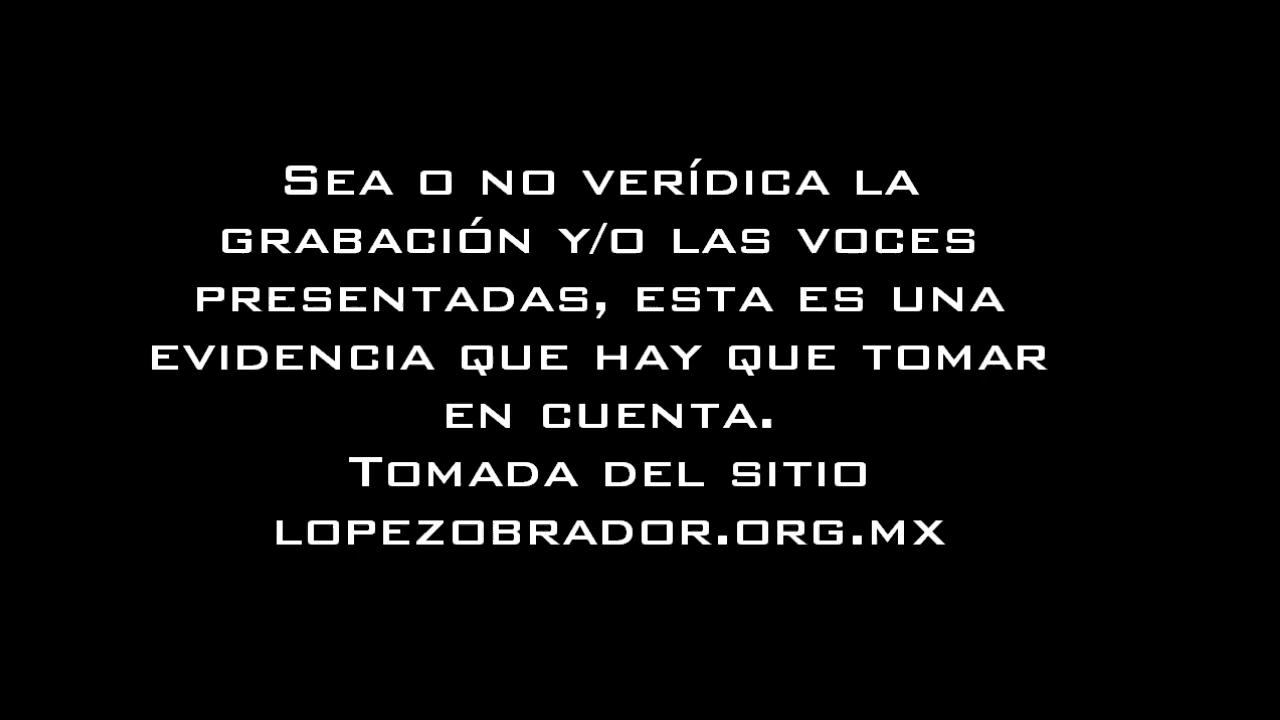 Sea o no verídica la
grabación y/o las voces
presentadas, esta es una
evidencia que hay que tomar
en cuenta.
Tomada del sitio
lopezobrador.org.mx